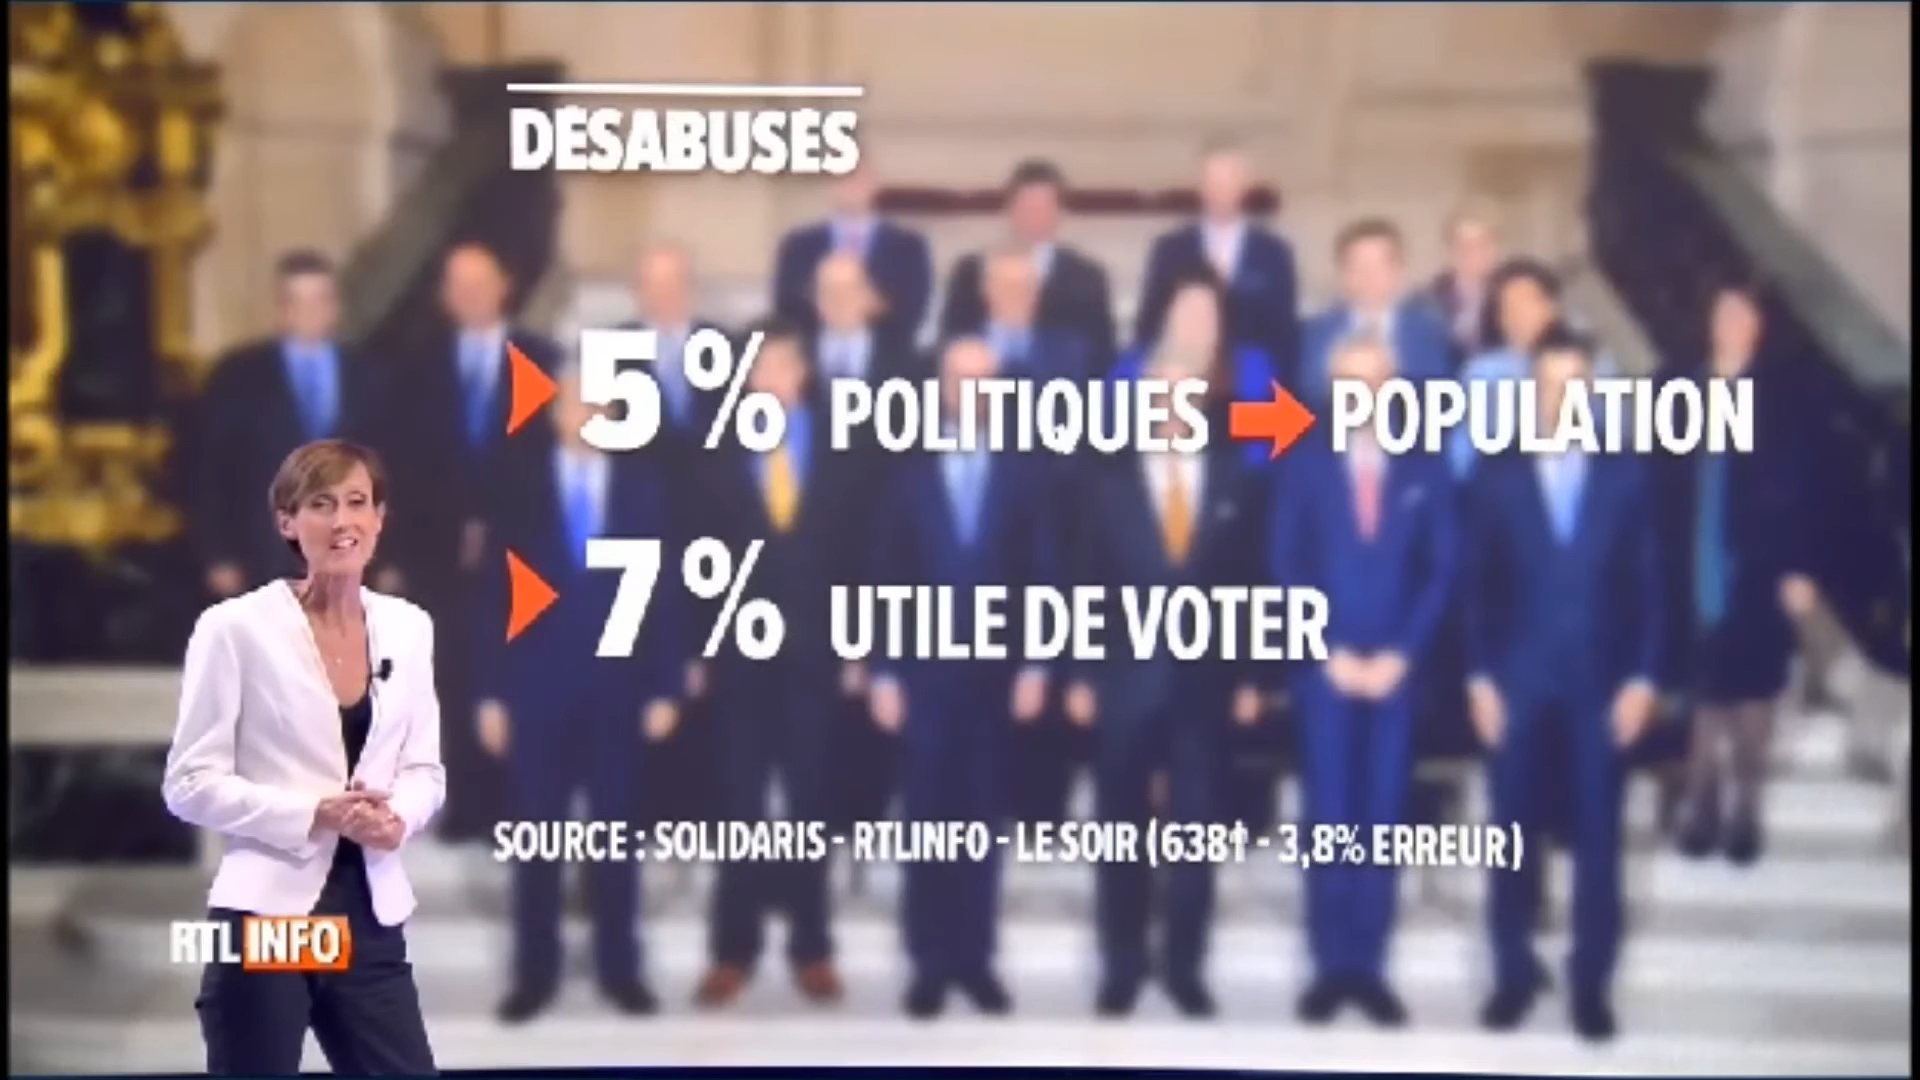 DÉSABUSÉS
5% POLITIQUES → POPULATION
7% UTILE DE VOTER
SOURCE : SOLIDARIS - RTLINFO - LE SOIR (638† - 3,8% ERREUR)
RTL INFO